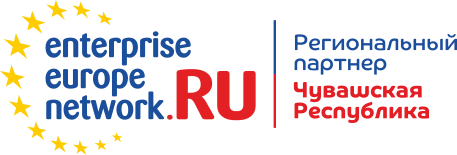 enterprise
europe
network.RU
Региональный
партнер
Чувашская
Республика